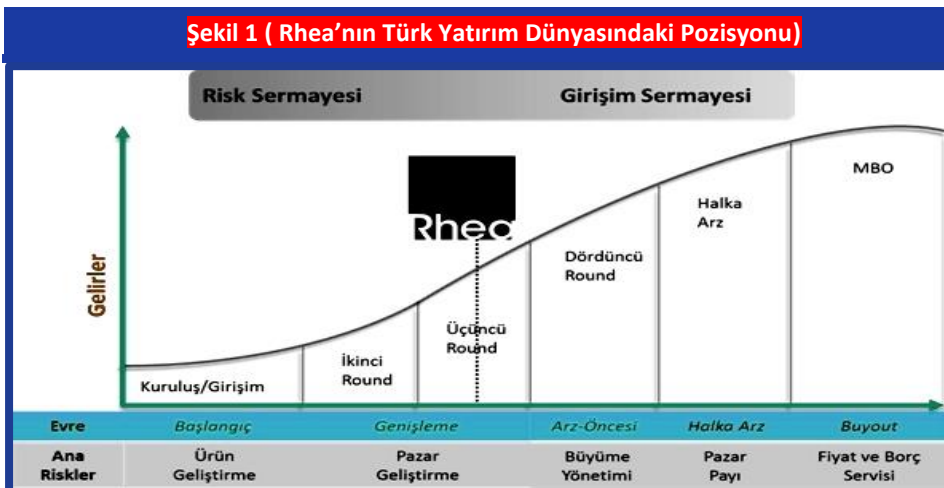 Şekil 1 ( Rhea’nın Türk Yatırım Dünyasındaki Pozisyonu)
Risk Sermayesi Girişim Sermayesi
MBO
Halka
Arz
Rhea
Dördüncü
Round
Gelirler
Üçüncü
Round
İkinci
Round
Kuruluş/Girişim
Evre Başlangıç Genişleme Arz-Öncesi Halka Arz Buyout
Ana Riskler Ürün Geliştirme Pazar Geliştirme Büyüme Yönetimi Pazar Payı Fiyat ve Borç Servisi